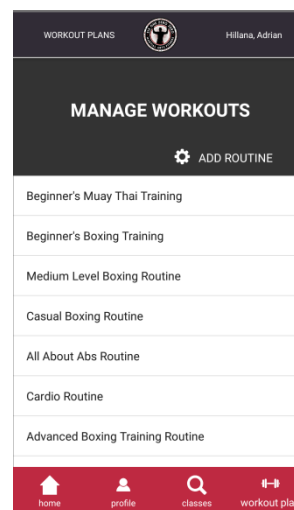 WORKOUT PLANS
Hillana, Adrian
MANAGE WORKOUTS
ADD ROUTINE
Beginner's Muay Thai Training
Beginner's Boxing Training
Medium Level Boxing Routine
Casual Boxing Routine
All About Abs Routine
Cardio Routine
Advanced Boxing Training Routine
home profile classes workout pla